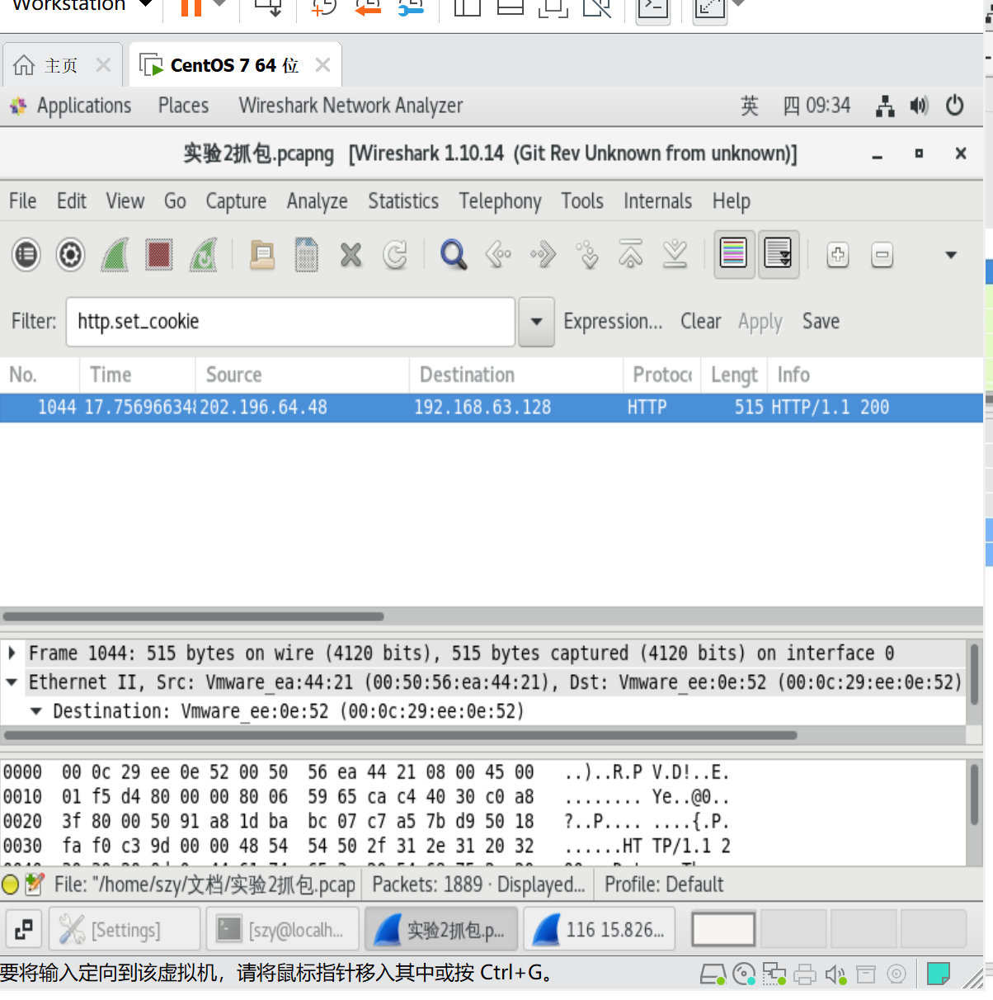 Workstation
主页
CentOS 7 64 位
Applications Places Wireshark Network Analyzer 英 四 09:34
实验2抓包.pcapng [Wireshark 1.10.14 (Git Rev Unknown from unknown)]
File Edit View Go Capture Analyze Statistics Telephony Tools Internals Help
Filter: http.set_cookie Expression... Clear Apply Save
No. Time Source Destination Protoc Lengt Info
1044 17.756966348 202.196.64.48 192.168.63.128 HTTP 515 HTTP/1.1 200
Frame 1044: 515 bytes on wire (4120 bits), 515 bytes captured (4120 bits) on interface 0
Ethernet II, Src: Vmware_ea:44:21 (00:50:56:ea:44:21), Dst: Vmware_ee:0e:52 (00:0c:29:ee:0e:52)
Destination: Vmware_ee:0e:52 (00:0c:29:ee:0e:52)
0000 00 0c 29 ee 0e 52 00 50 56 ea 44 21 08 00 45 00 ..)..R.P V.D!..E.
0010 01 f5 d4 80 00 00 80 06 59 65 ca c4 40 30 c0 a8 ........ Ye..@0..
0020 3f 80 00 50 91 a8 1d ba bc 07 c7 a5 7b d9 50 18 ?..P.... ....{.P.
0030 fa f0 c3 9d 00 00 48 54 54 50 2f 31 2e 31 20 32 ......HT TP/1.1 2
File: "/home/szy/文档/实验2抓包.pcap Packets: 1889 · Displayed... Profile: Default
[Settings] [szy@localh... 实验2抓包.p... 116 15.826...
要将输入定向到该虚拟机，请将鼠标指针移入其中或按 Ctrl+G。